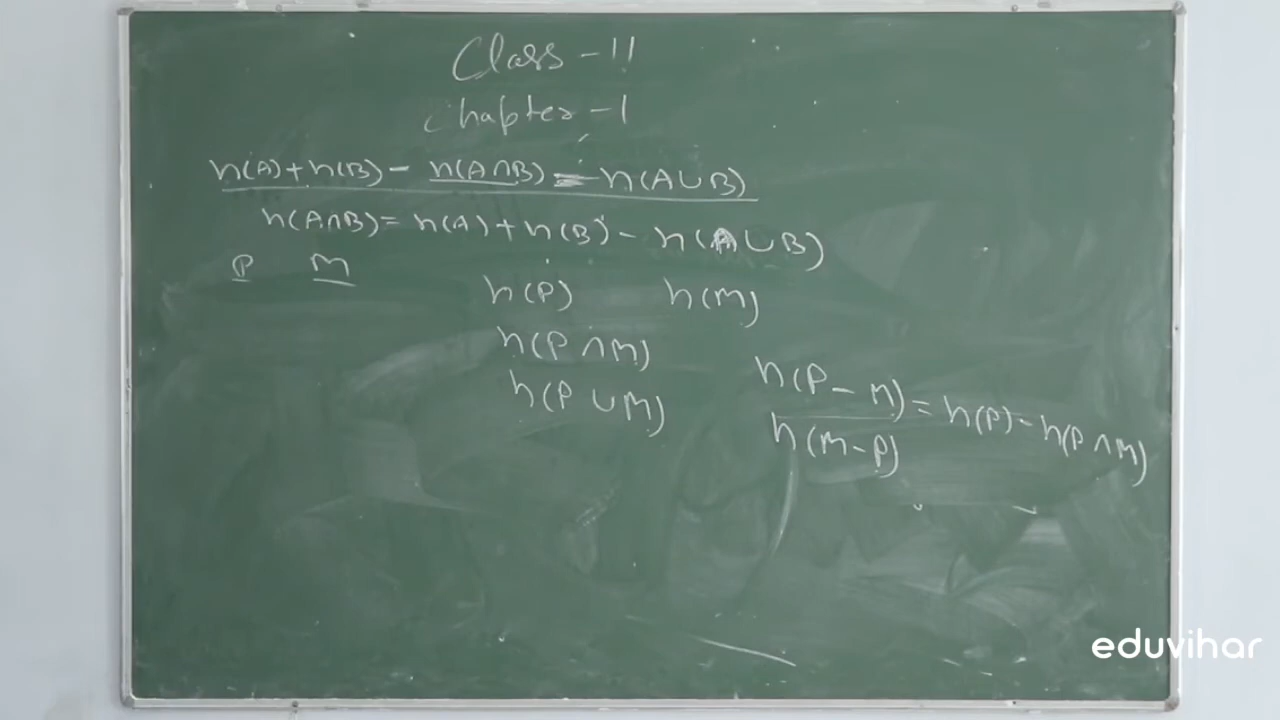 Class - 11
Chapter - 1
n(A) + n(B) - n(A∩B) = n(A∪B)
n(A∩B) = n(A) + n(B) - n(A∪B)
P M
n(P) n(M)
n(P∩M)
n(P∪M)
n(P - M) = n(P) - n(P∩M)
n(M-P)
eduvihar